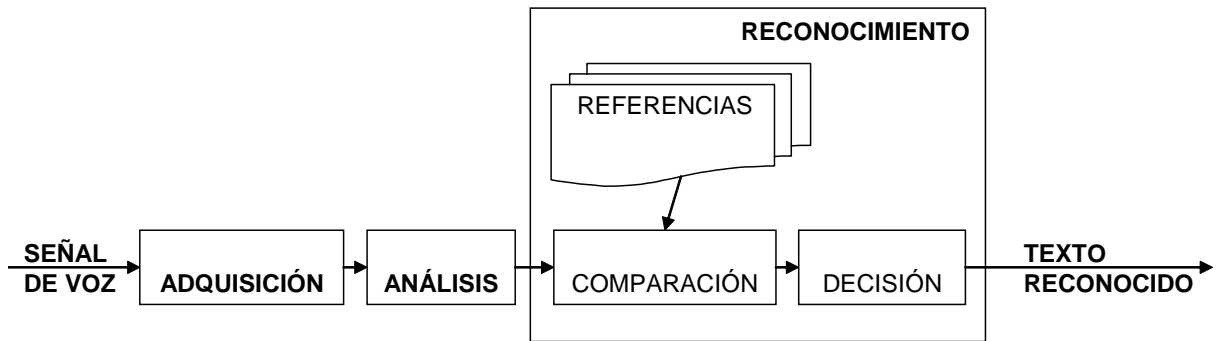 RECONOCIMIENTO
REFERENCIAS
SEÑAL
DE VOZ
ADQUISICIÓN
ANÁLISIS
COMPARACIÓN
DECISIÓN
TEXTO
RECONOCIDO